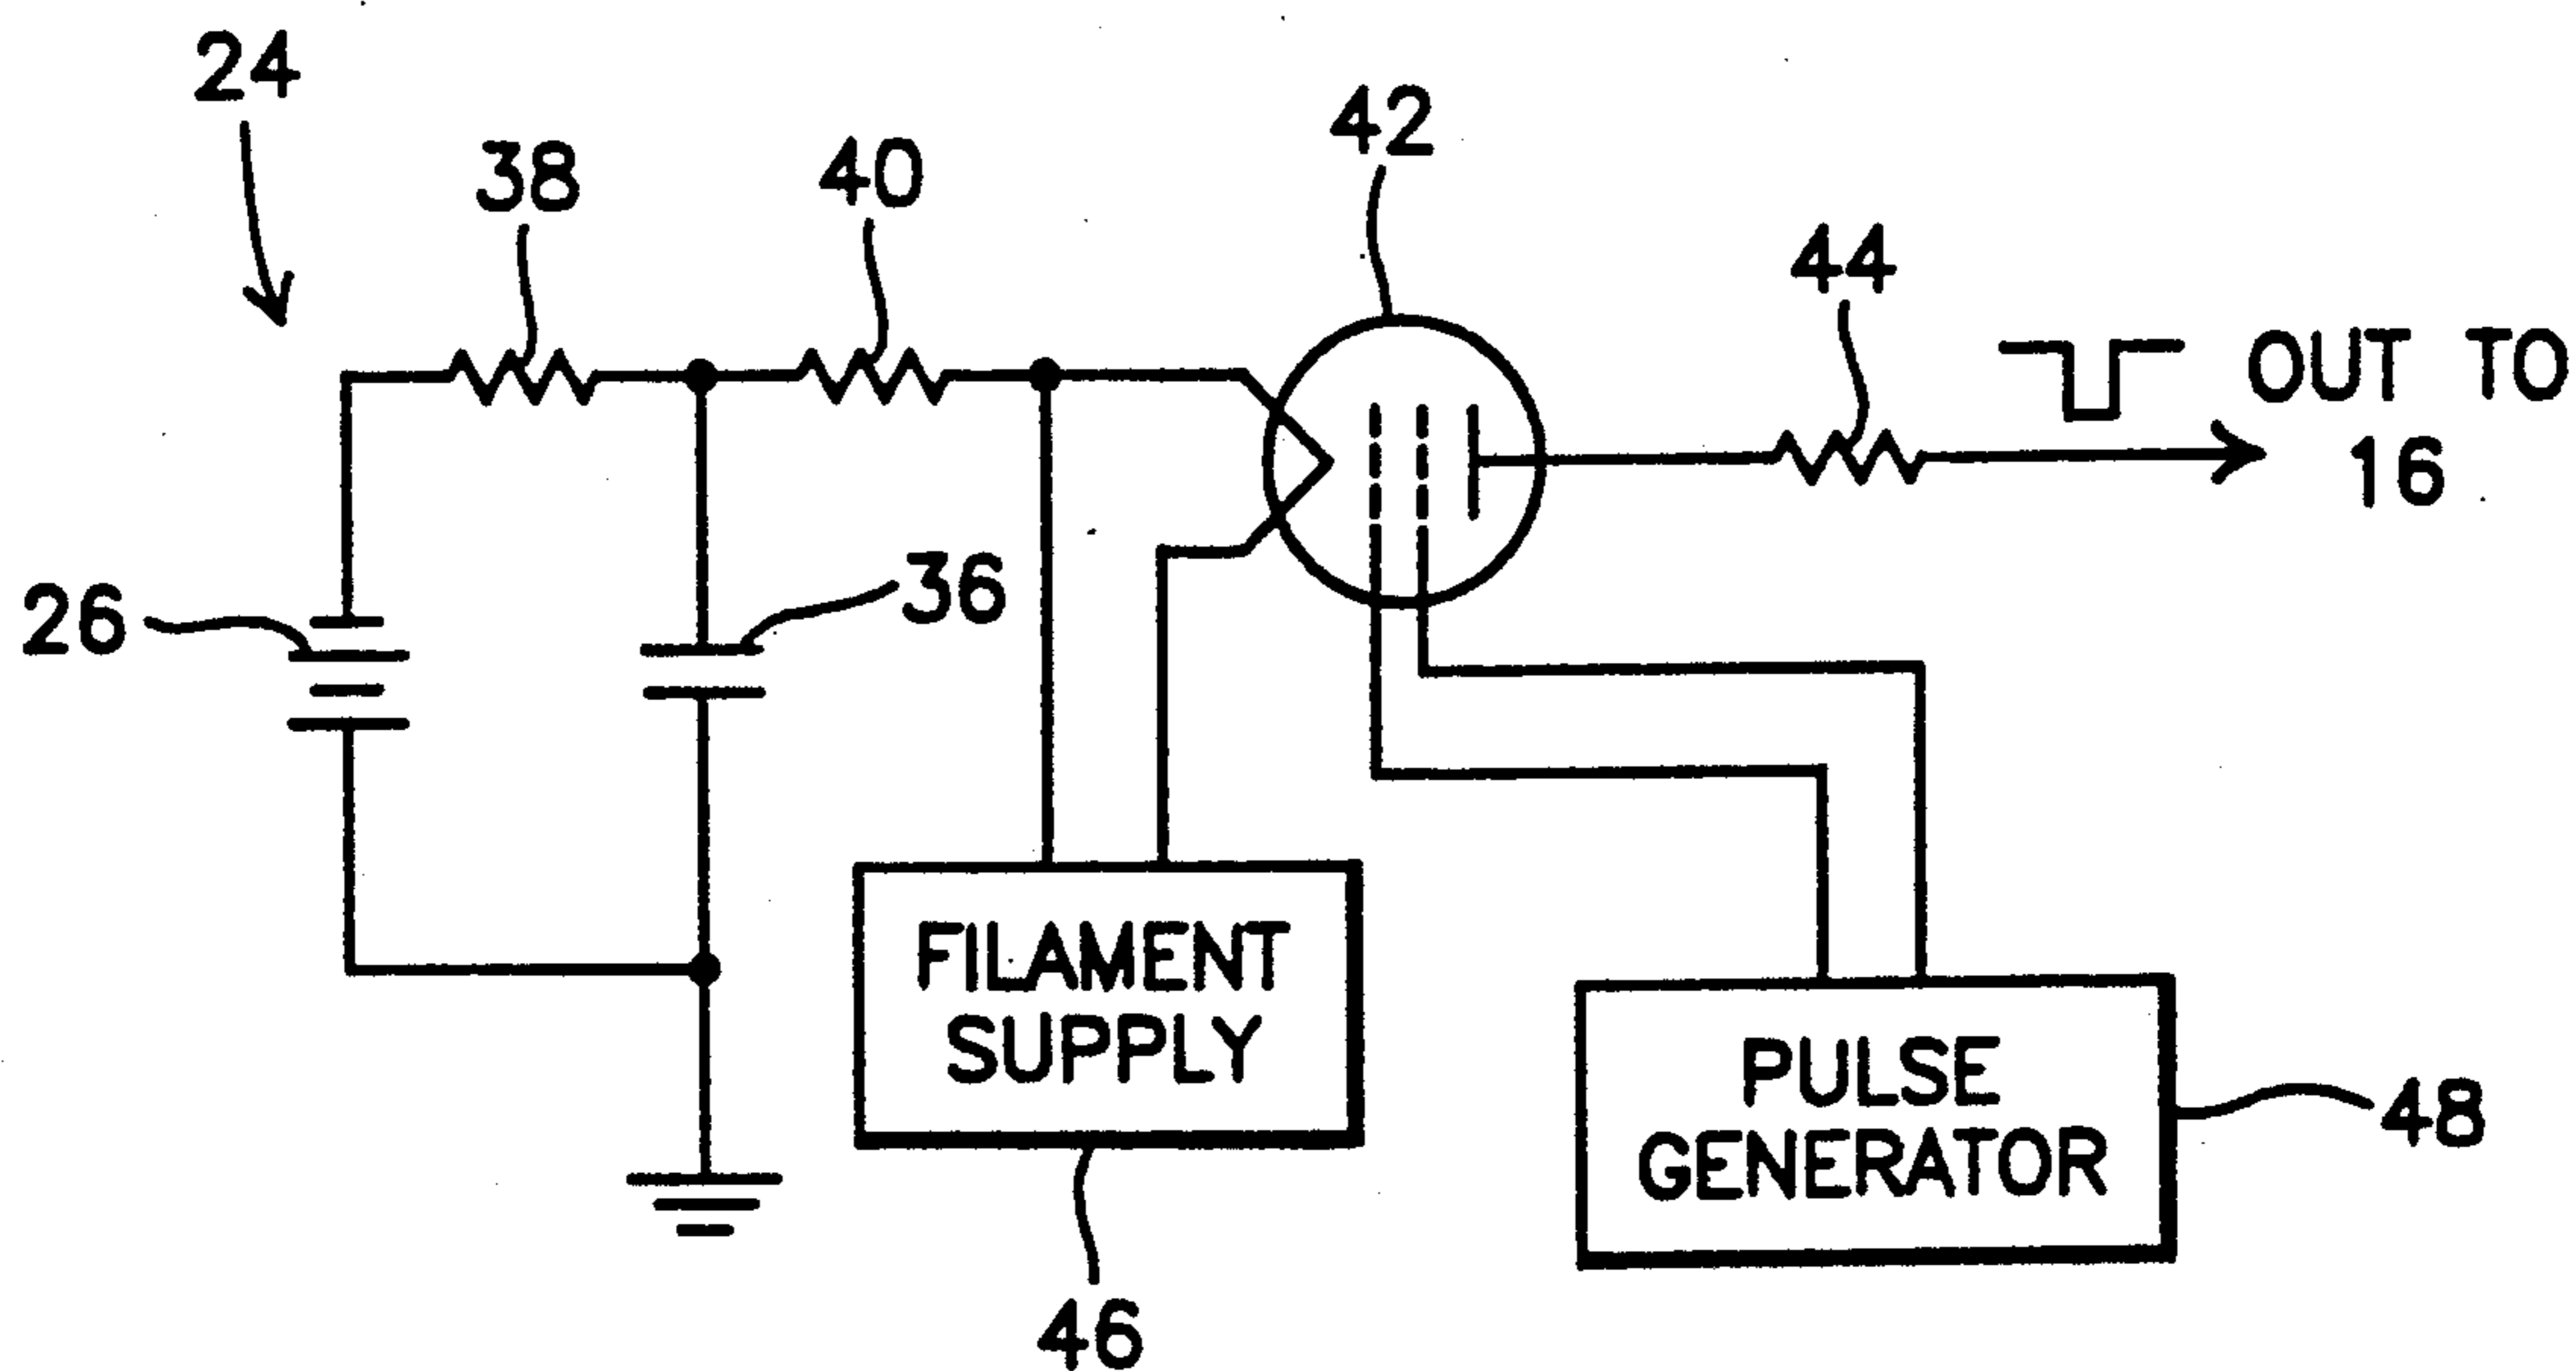 24
38
40
42
44
OUT TO
16
26
36
FILAMENT
SUPPLY
PULSE
GENERATOR
48
46